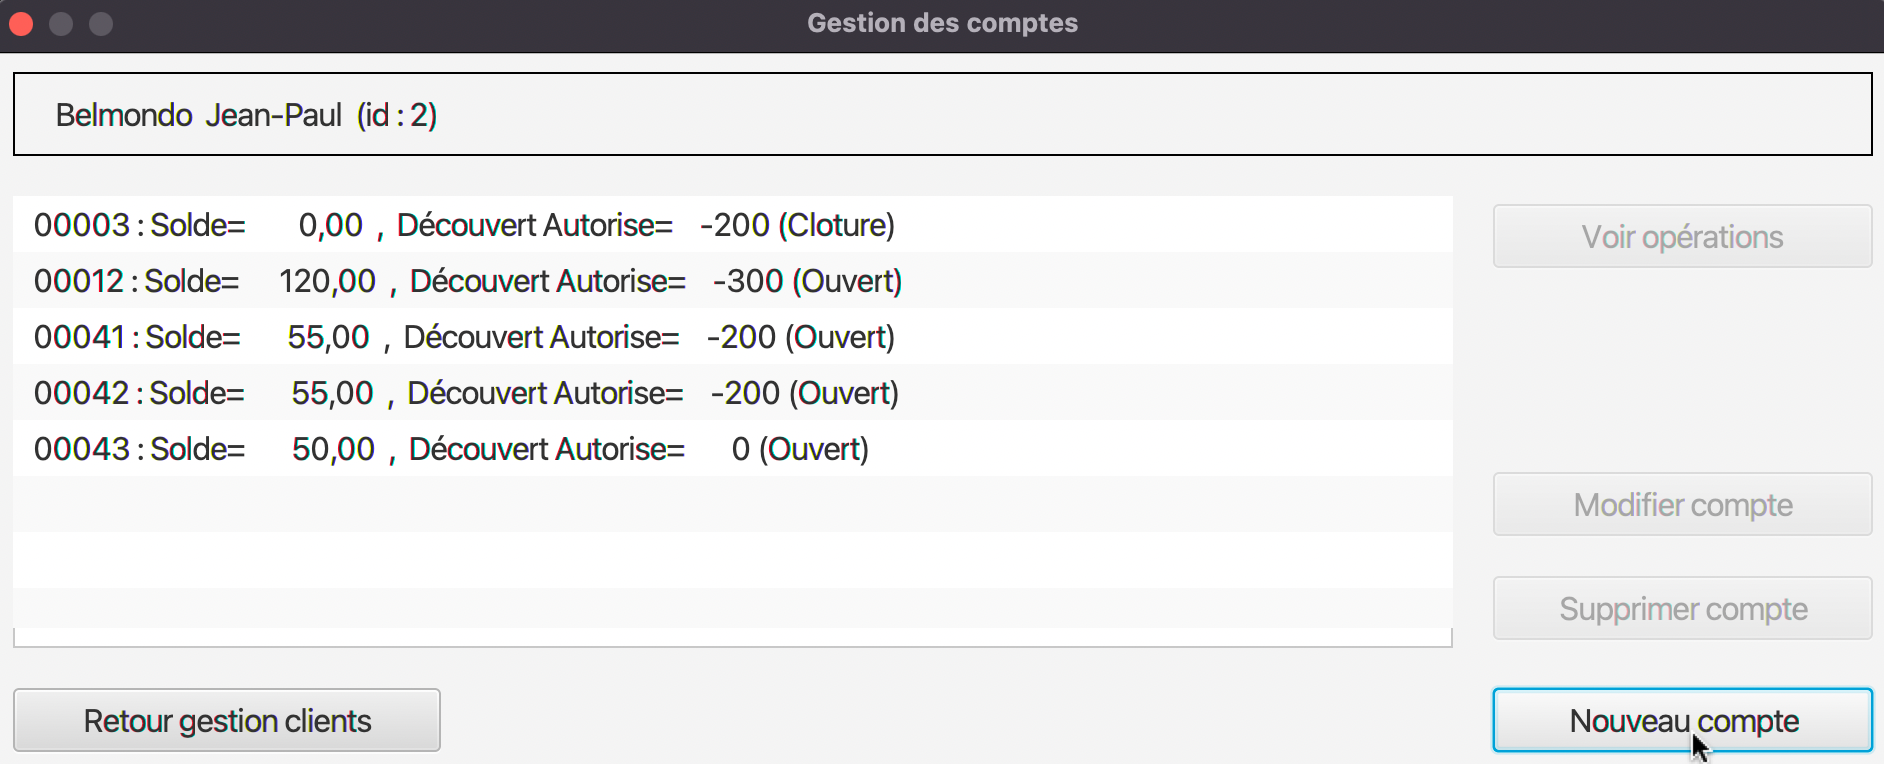 Gestion des comptes
Belmondo Jean-Paul (id : 2)
00003 : Solde= 0,00 , Découvert Autorise= -200 (Cloture)
00012 : Solde= 120,00 , Découvert Autorise= -300 (Ouvert)
00041 : Solde= 55,00 , Découvert Autorise= -200 (Ouvert)
00042 : Solde= 55,00 , Découvert Autorise= -200 (Ouvert)
00043 : Solde= 50,00 , Découvert Autorise= 0 (Ouvert)
Voir opérations
Modifier compte
Supprimer compte
Retour gestion clients
Nouveau compte